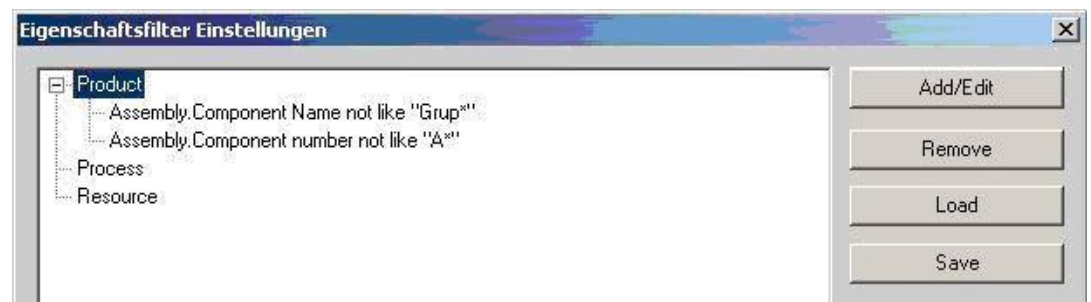 Eigenschaftsfilter Einstellungen
Product
Assembly.Component Name not like "Grup*"
Assembly.Component number not like "A*"
Process
Resource
Add/Edit
Remove
Load
Save